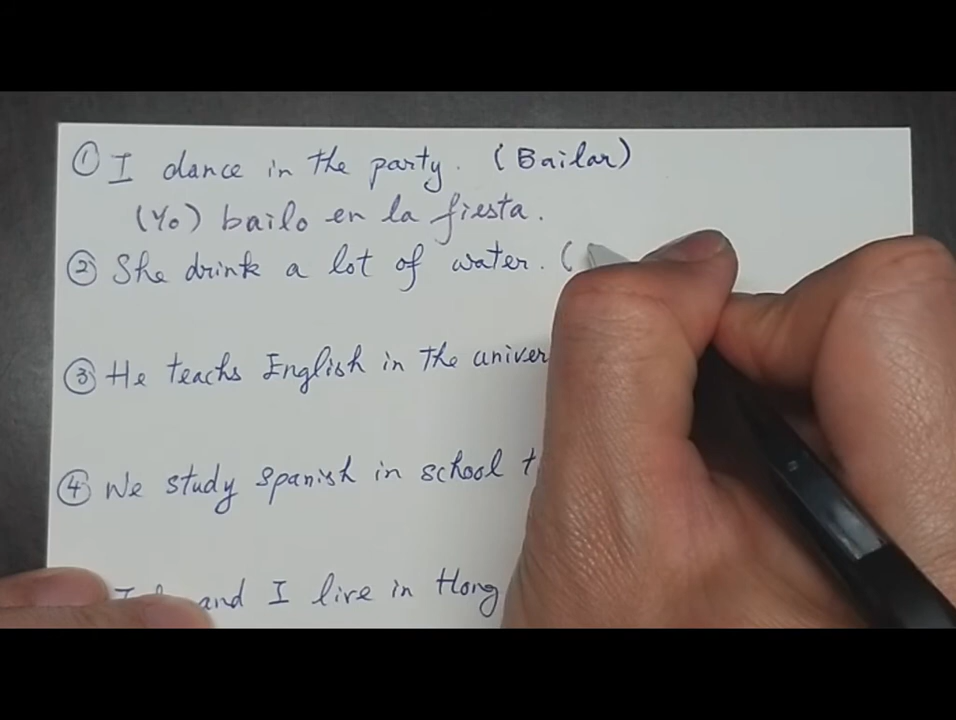 ① I dance in the party. (Bailar)
(Yo) bailo en la fiesta.
② She drink a lot of water. (
③ He teachs English in the univer
④ We study Spanish in school t
and I live in Hong